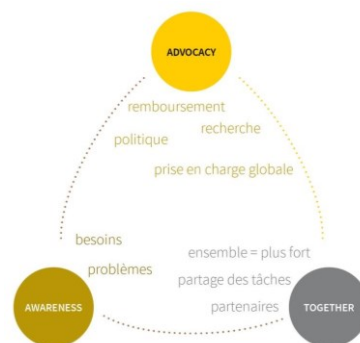 ADVOCACY
remboursement
recherche
politique
prise en charge globale
besoins
problèmes
ensemble = plus fort
partage des tâches
partenaires
AWARENESS
TOGETHER